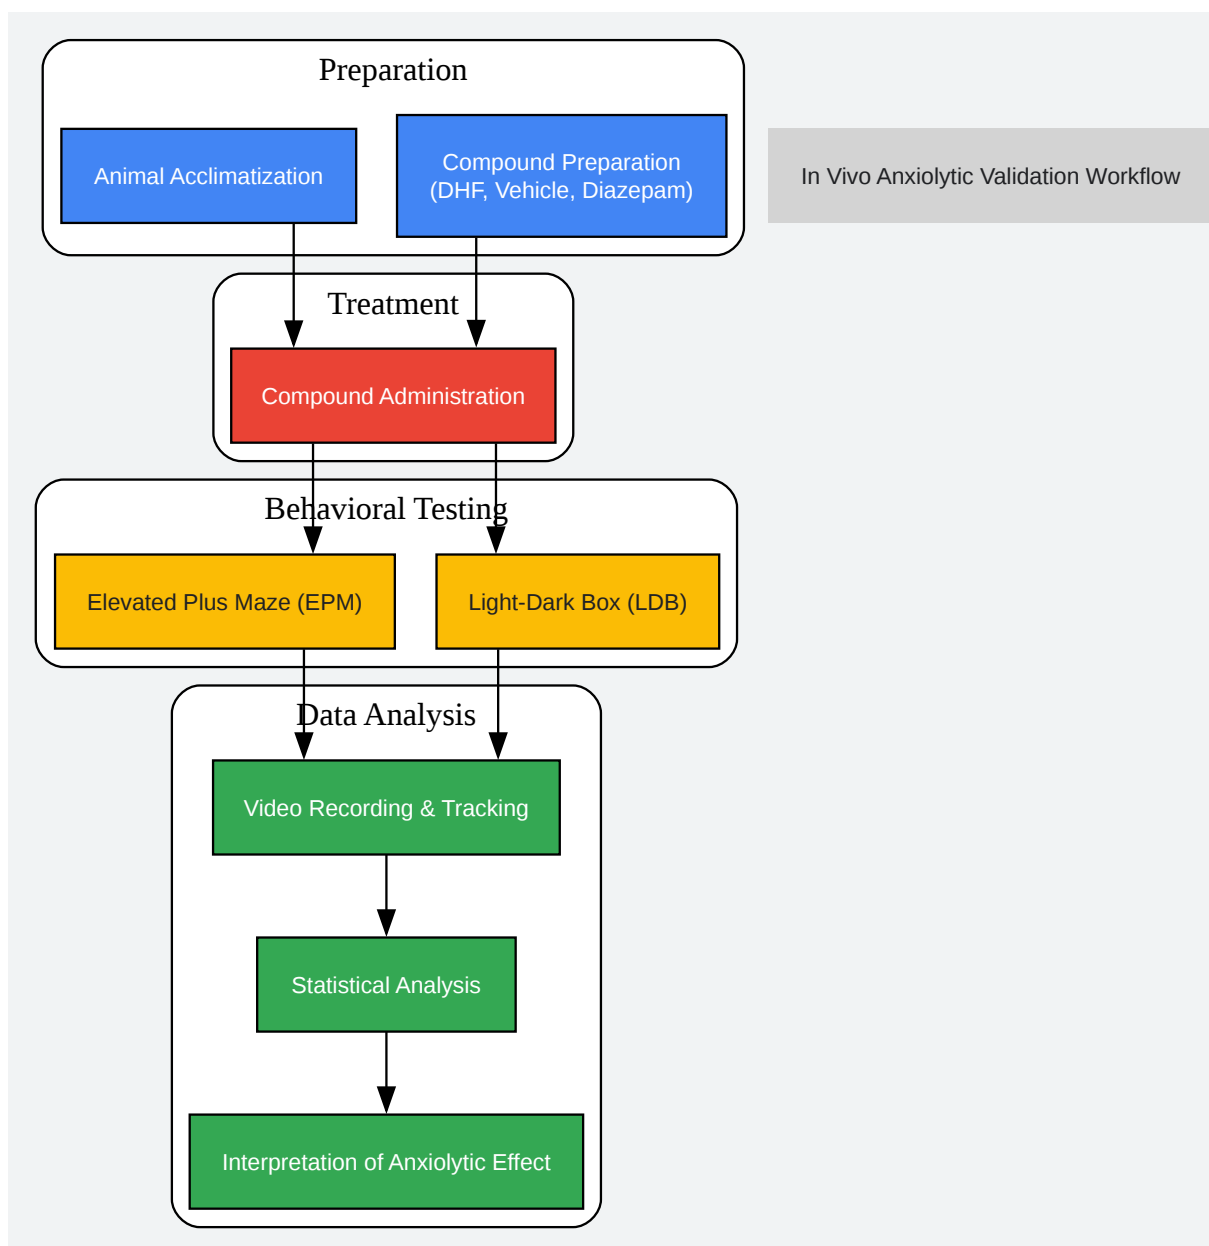 Preparation
Animal Acclimatization
Compound Preparation
(DHF, Vehicle, Diazepam)
In Vivo Anxiolytic Validation Workflow
Treatment
Compound Administration
Behavioral Testing
Elevated Plus Maze (EPM)
Light-Dark Box (LDB)
Data Analysis
Video Recording & Tracking
Statistical Analysis
Interpretation of Anxiolytic Effect